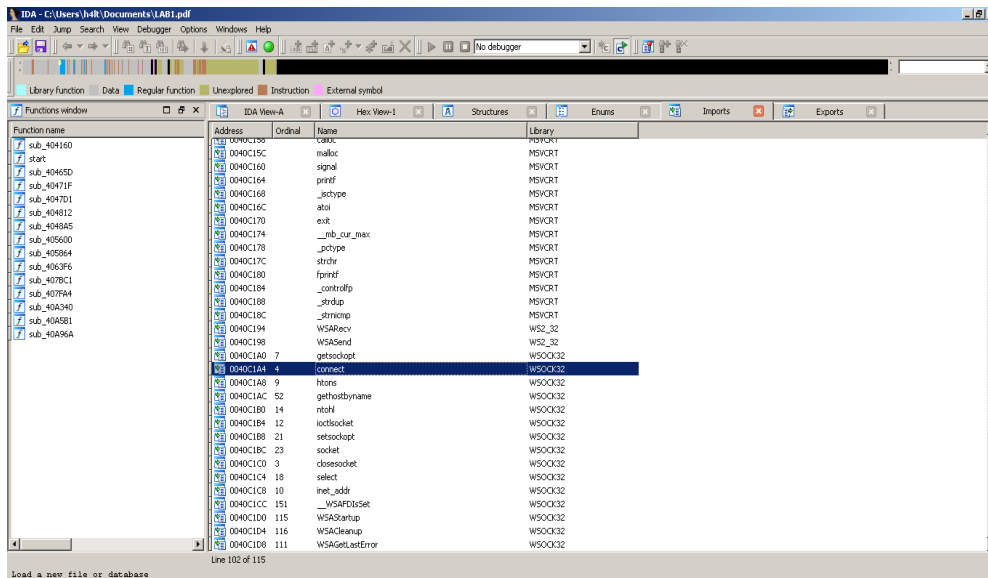 IDA - C:\Users\h4lt\Documents\LAB1.pdf
File Edit Jump Search View Debugger Options Windows Help
No debugger
Library function Data Regular function Unexplored Instruction External symbol
Functions window
IDA View-A Hex View-1 Structures Enums Imports Exports
Function name
sub_404160
start
sub_40465D
sub_40471F
sub_4047D1
sub_404812
sub_4048A5
sub_405600
sub_405864
sub_4063F6
sub_407BC1
sub_407FA4
sub_40A340
sub_40A5B1
sub_40A96A
Address Ordinal Name Library
0040C158 calloc MSVCRT
0040C15C malloc MSVCRT
0040C160 signal MSVCRT
0040C164 printf MSVCRT
0040C168 _isctype MSVCRT
0040C16C atoi MSVCRT
0040C170 exit MSVCRT
0040C174 __mb_cur_max MSVCRT
0040C178 _pctype MSVCRT
0040C17C strchr MSVCRT
0040C180 fprintf MSVCRT
0040C184 _controlfp MSVCRT
0040C188 _strdup MSVCRT
0040C18C _strnicmp MSVCRT
0040C194 WSARecv WS2_32
0040C198 WSASend WS2_32
0040C1A0 7 getsockopt WSOCK32
0040C1A4 4 connect WSOCK32
0040C1A8 9 htons WSOCK32
0040C1AC 52 gethostbyname WSOCK32
0040C1B0 14 ntohl WSOCK32
0040C1B4 12 ioctlsocket WSOCK32
0040C1B8 21 setsockopt WSOCK32
0040C1BC 23 socket WSOCK32
0040C1C0 3 closesocket WSOCK32
0040C1C4 18 select WSOCK32
0040C1C8 10 inet_addr WSOCK32
0040C1CC 151 __WSAFDIsSet WSOCK32
0040C1D0 115 WSAStartup WSOCK32
0040C1D4 116 WSACleanup WSOCK32
0040C1D8 111 WSAGetLastError WSOCK32
Line 102 of 115
Load a new file or database